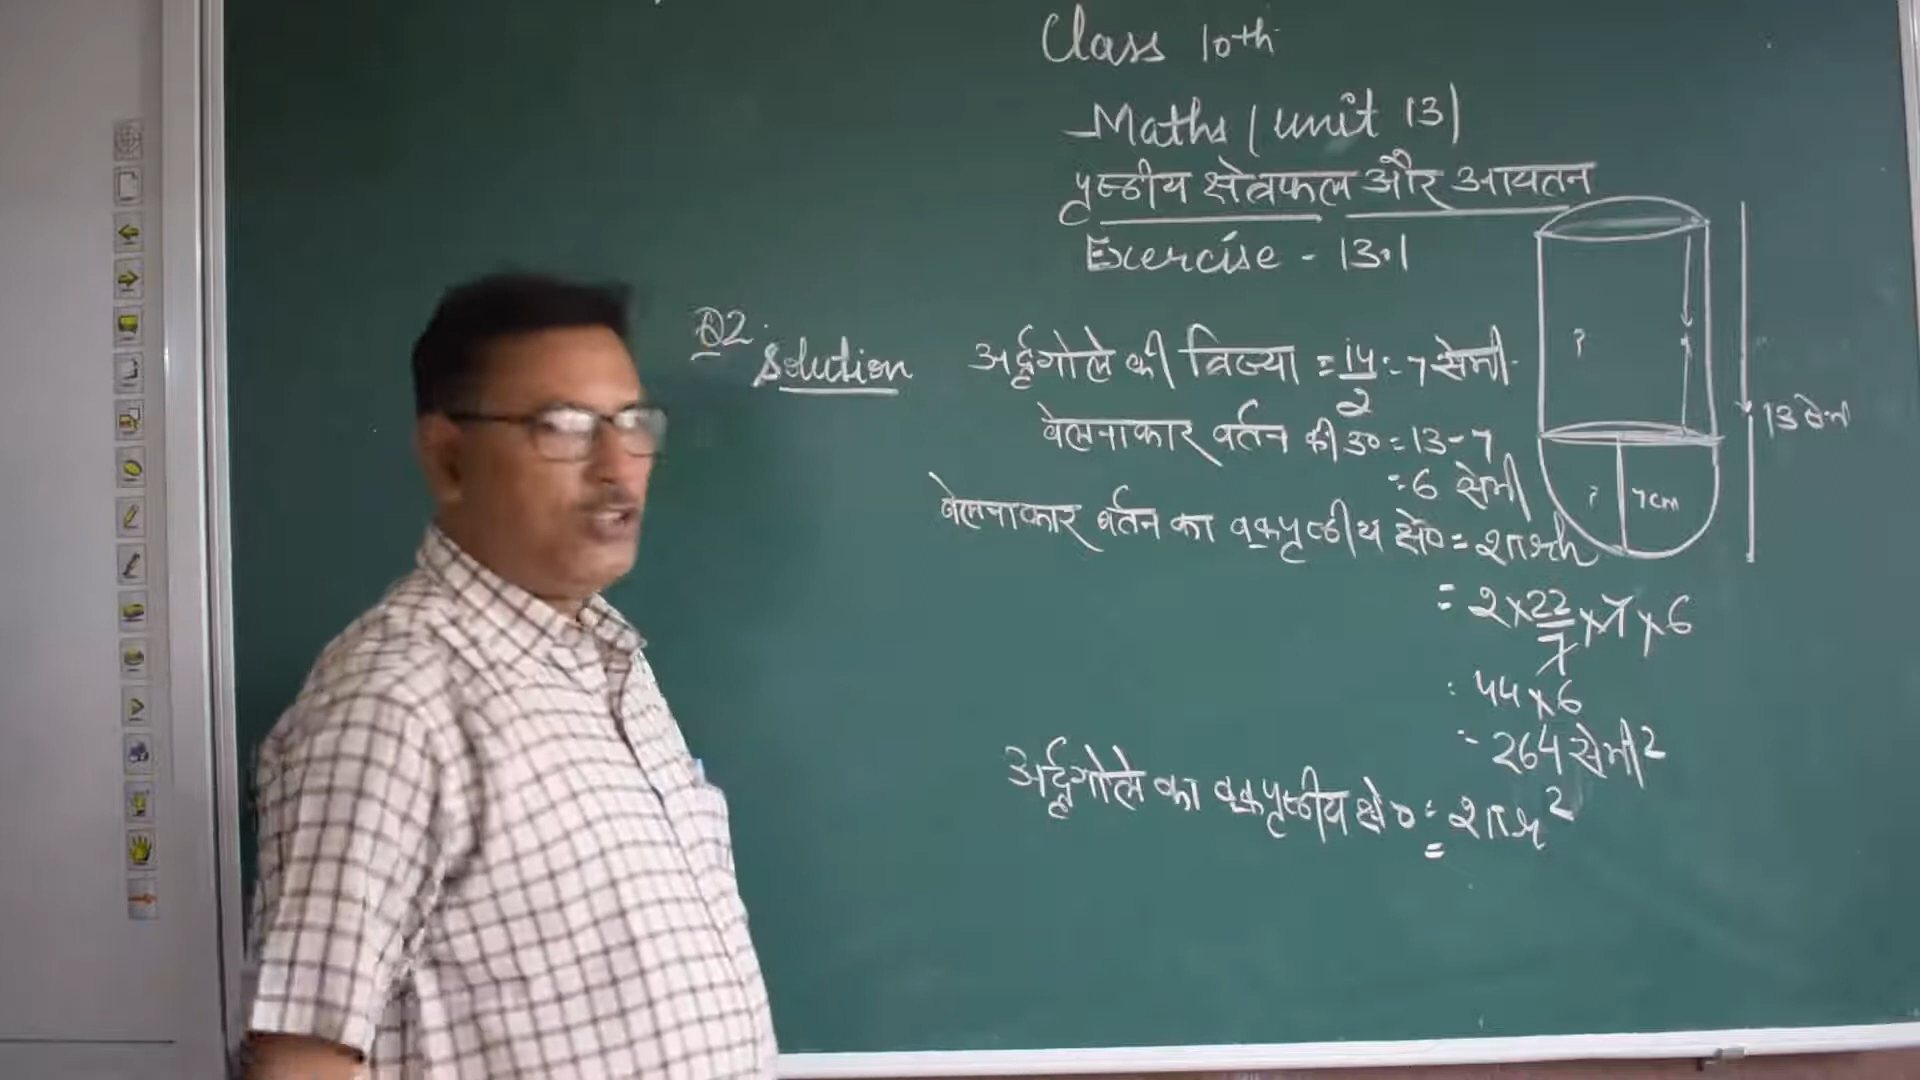 Class 10th
Maths (unit 13)
पृष्ठीय क्षेत्रफल और आयतन
Exercise - 13.1
Q2.
Solution
अर्द्धगोले की त्रिज्या = 14/2 = 7 सेमी
बेलनाकार बर्तन की ऊ० = 13-7
= 6 सेमी
बेलनाकार बर्तन का वक्रपृष्ठीय क्षे० = 2πrh
= 2×22/7×7×6
= 44×6
= 264 सेमी²
अर्द्धगोले का वक्रपृष्ठीय क्षे० = 2πr²
=
?
13 सेमी
?
7cm